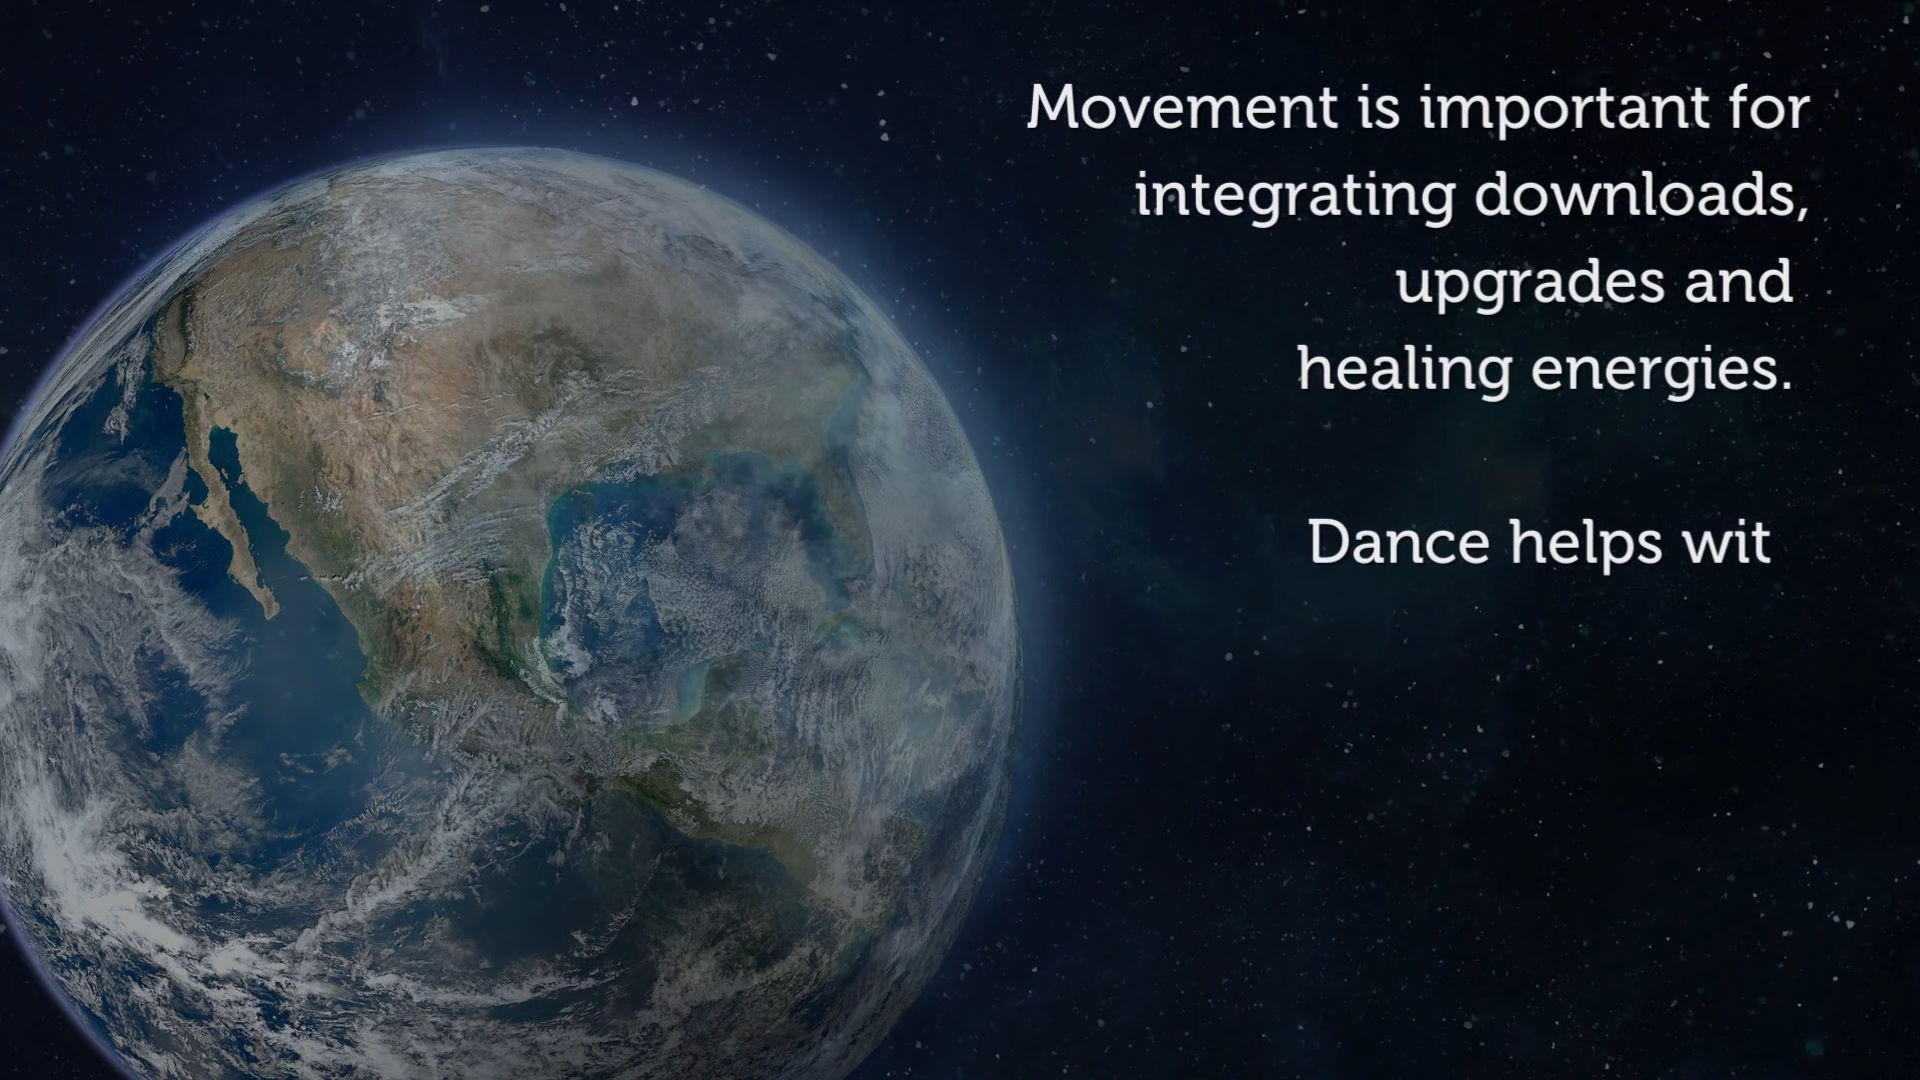 Movement is important for
integrating downloads,
upgrades and
healing energies.
Dance helps wit